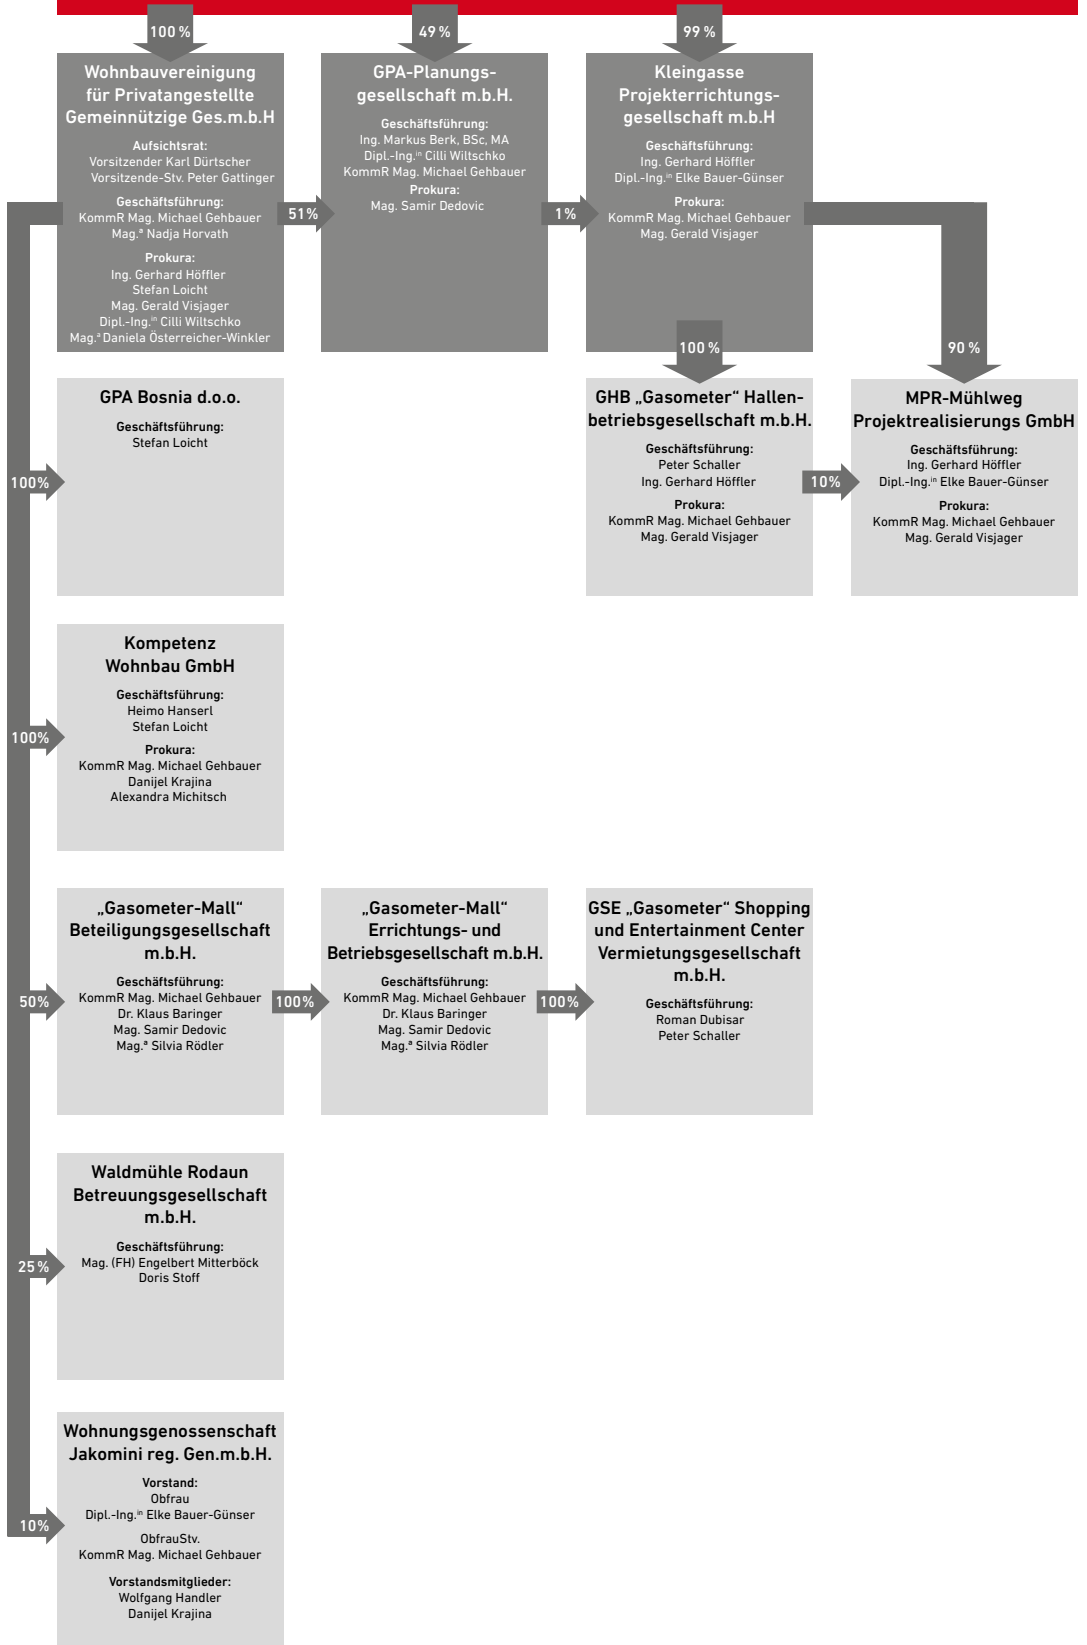 100 %
49 %
99 %
Wohnbauvereinigung
für Privatangestellte
Gemeinnützige Ges.m.b.H
Aufsichtsrat:
Vorsitzender Karl Dürtscher
Vorsitzende-Stv. Peter Gattinger
Geschäftsführung:
KommR Mag. Michael Gehbauer
Mag.ª Nadja Horvath
Prokura:
Ing. Gerhard Höffler
Stefan Loicht
Mag. Gerald Visjager
Dipl.-Ing.ⁱⁿ Cilli Wiltschko
Mag.ª Daniela Österreicher-Winkler
51%
GPA-Planungs-
gesellschaft m.b.H.
Geschäftsführung:
Ing. Markus Berk, BSc, MA
Dipl.-Ing.ⁱⁿ Cilli Wiltschko
KommR Mag. Michael Gehbauer
Prokura:
Mag. Samir Dedovic
1%
Kleingasse
Projekterrichtungs-
gesellschaft m.b.H
Geschäftsführung:
Ing. Gerhard Höffler
Dipl.-Ing.ⁱⁿ Elke Bauer-Günser
Prokura:
KommR Mag. Michael Gehbauer
Mag. Gerald Visjager
100 %
90 %
100%
GPA Bosnia d.o.o.
Geschäftsführung:
Stefan Loicht
GHB „Gasometer“ Hallen-
betriebsgesellschaft m.b.H.
Geschäftsführung:
Peter Schaller
Ing. Gerhard Höffler
Prokura:
KommR Mag. Michael Gehbauer
Mag. Gerald Visjager
10%
MPR-Mühlweg
Projektrealisierungs GmbH
Geschäftsführung:
Ing. Gerhard Höffler
Dipl.-Ing.ⁱⁿ Elke Bauer-Günser
Prokura:
KommR Mag. Michael Gehbauer
Mag. Gerald Visjager
100%
Kompetenz
Wohnbau GmbH
Geschäftsführung:
Heimo Hanserl
Stefan Loicht
Prokura:
KommR Mag. Michael Gehbauer
Danijel Krajina
Alexandra Michitsch
50%
„Gasometer-Mall“
Beteiligungsgesellschaft
m.b.H.
Geschäftsführung:
KommR Mag. Michael Gehbauer
Dr. Klaus Baringer
Mag. Samir Dedovic
Mag.ª Silvia Rödler
100%
„Gasometer-Mall“
Errichtungs- und
Betriebsgesellschaft m.b.H.
Geschäftsführung:
KommR Mag. Michael Gehbauer
Dr. Klaus Baringer
Mag. Samir Dedovic
Mag.ª Silvia Rödler
100%
GSE „Gasometer“ Shopping
und Entertainment Center
Vermietungsgesellschaft
m.b.H.
Geschäftsführung:
Roman Dubisar
Peter Schaller
25%
Waldmühle Rodaun
Betreuungsgesellschaft
m.b.H.
Geschäftsführung:
Mag. (FH) Engelbert Mitterböck
Doris Stoff
10%
Wohnungsgenossenschaft
Jakomini reg. Gen.m.b.H.
Vorstand:
Obfrau
Dipl.-Ing.ⁱⁿ Elke Bauer-Günser
ObfrauStv.
KommR Mag. Michael Gehbauer
Vorstandsmitglieder:
Wolfgang Handler
Danijel Krajina